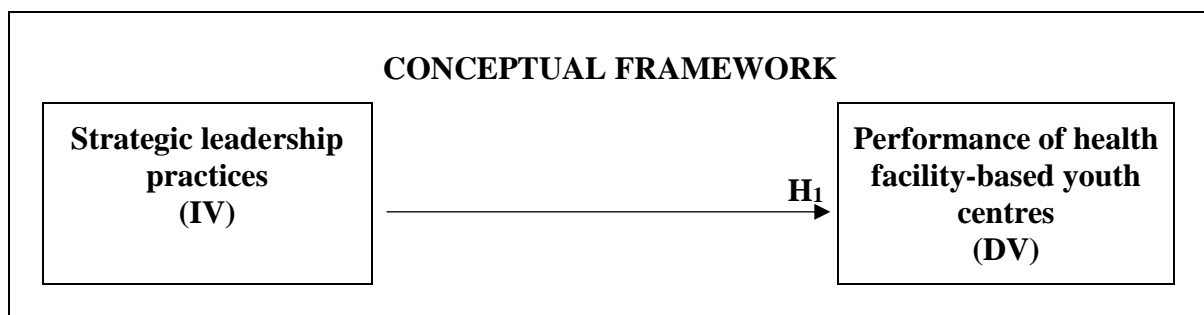 CONCEPTUAL FRAMEWORK
Strategic leadership
practices
(IV)
H1
Performance of health
facility-based youth
centres
(DV)